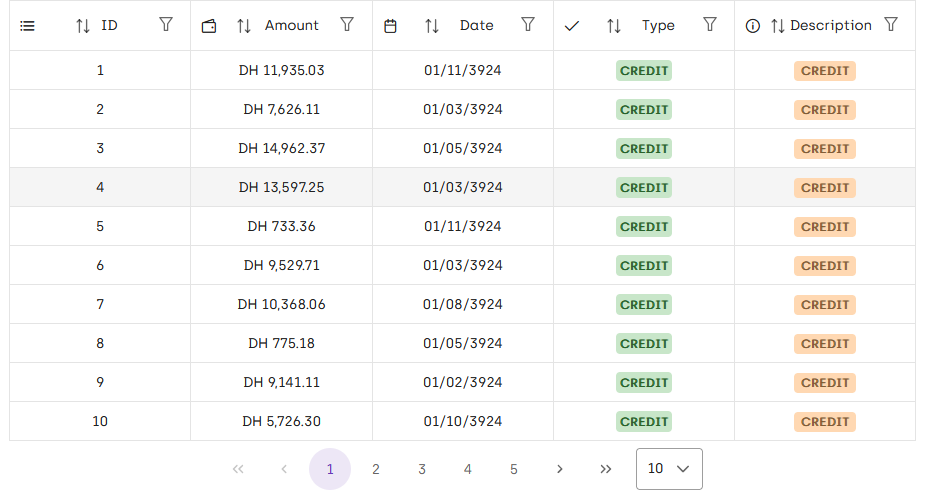 ID Amount Date Type Description
1 DH 11,935.03 01/11/3924 CREDIT CREDIT
2 DH 7,626.11 01/03/3924 CREDIT CREDIT
3 DH 14,962.37 01/05/3924 CREDIT CREDIT
4 DH 13,597.25 01/03/3924 CREDIT CREDIT
5 DH 733.36 01/11/3924 CREDIT CREDIT
6 DH 9,529.71 01/03/3924 CREDIT CREDIT
7 DH 10,368.06 01/08/3924 CREDIT CREDIT
8 DH 775.18 01/05/3924 CREDIT CREDIT
9 DH 9,141.11 01/02/3924 CREDIT CREDIT
10 DH 5,726.30 01/10/3924 CREDIT CREDIT
1 2 3 4 5 10